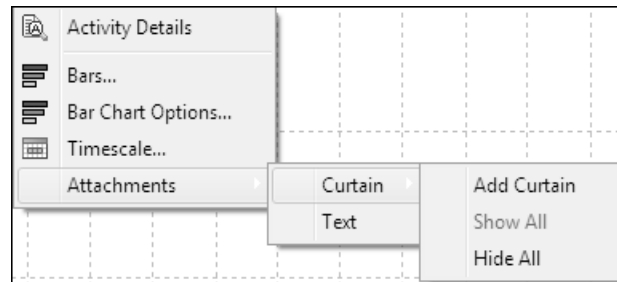 Activity Details
Bars...
Bar Chart Options...
Timescale...
Attachments
Curtain
Text
Add Curtain
Show All
Hide All